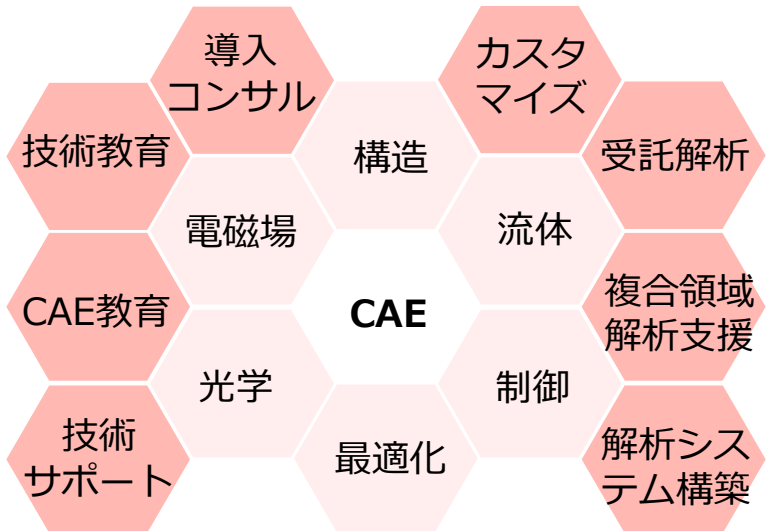 導入
コンサル
カスタ
マイズ
技術教育
構造
受託解析
電磁場
流体
CAE教育
CAE
複合領域
解析支援
光学
制御
技術
サポート
最適化
解析シス
テム構築